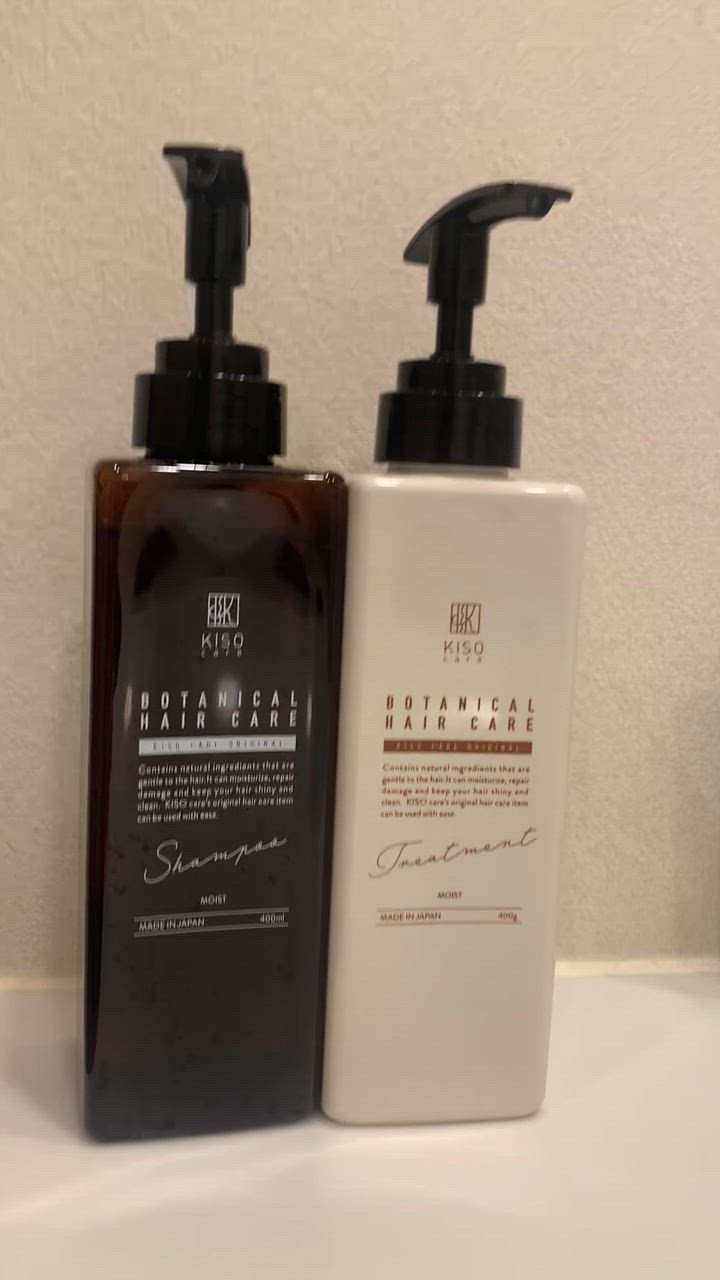 KISO
care
BOTANICAL
HAIR CARE
KISO CARE ORIGINAL
Contains natural ingredients that are
gentle to the hair.It can moisturize, repair
damage and keep your hair shiny and
clean. KISO care's original hair care item
can be used with ease.
Shampoo
MOIST
MADE IN JAPAN 400ml
KISO
care
BOTANICAL
HAIR CARE
KISO CARE ORIGINAL
Contains natural ingredients that are
gentle to the hair. It can moisturize, repair
damage and keep your hair shiny and
clean. KISO care's original hair care item
can be used with ease.
Treatment
MOIST
MADE IN JAPAN 400g